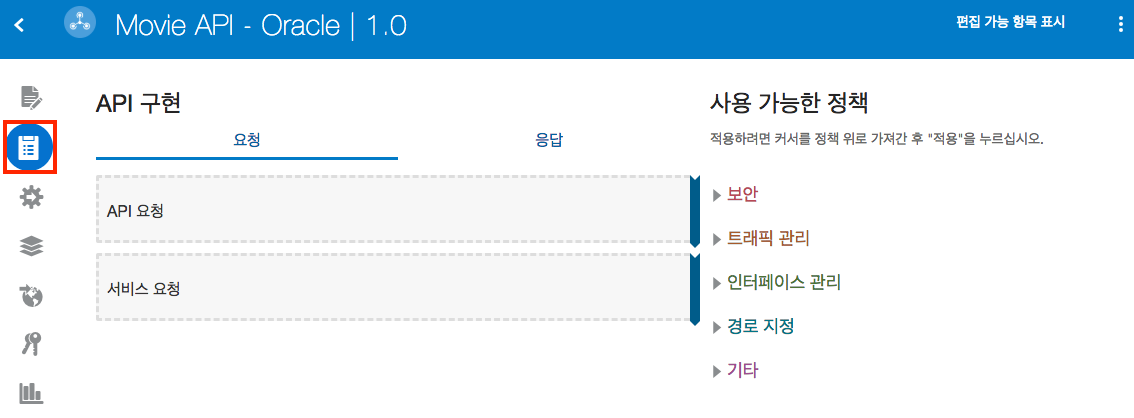 Movie API - Oracle | 1.0
편집 가능 항목 표시
API 구현
요청
응답
API 요청
서비스 요청
사용 가능한 정책
적용하려면 커서를 정책 위로 가져간 후 "적용"을 누르십시오.
보안
트래픽 관리
인터페이스 관리
경로 지정
기타